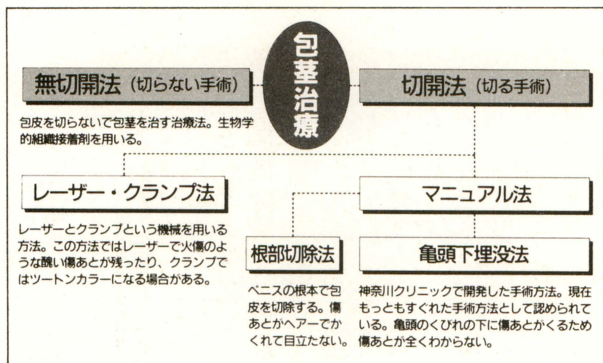 包茎治療
無切開法（切らない手術）
切開法（切る手術）
包皮を切らないで包茎を治す治療法。生物学
的組織接着剤を用いる。
レーザー・クランプ法
マニュアル法
レーザーとクランプという機械を用いる
方法。この方法ではレーザーで火傷のよ
うな醜い傷あとが残ったり、クランプで
はツートンカラーになる場合がある。
根部切除法
亀頭下埋没法
ペニスの根本で包
皮を切除する。傷
あとがヘアーでか
くれて目立たない。
神奈川クリニックで開発した手術方法。現在
もっともすぐれた手術方法として認められて
いる。亀頭のくびれの下に傷あとがくるため
傷あとが全くわからない。